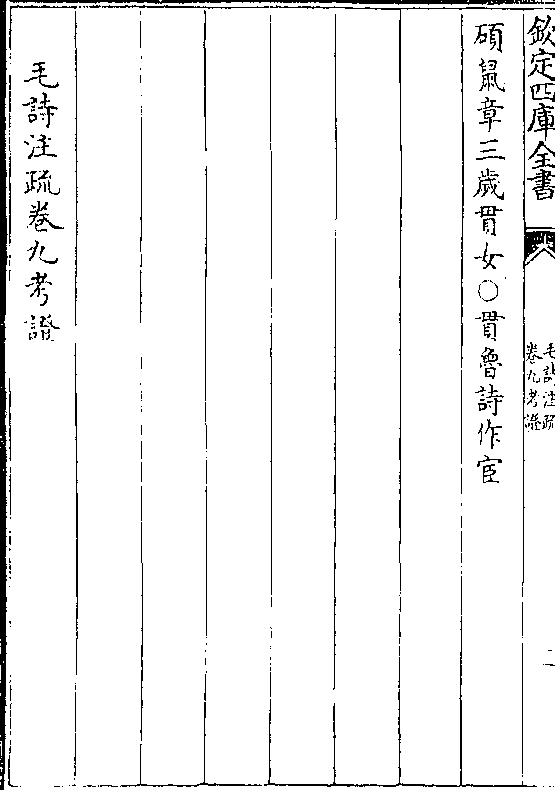 欽定四庫全書
毛詩注疏
卷九考證
二
碩鼠章三歲貫女○貫魯詩作宦
毛詩注疏卷九考證